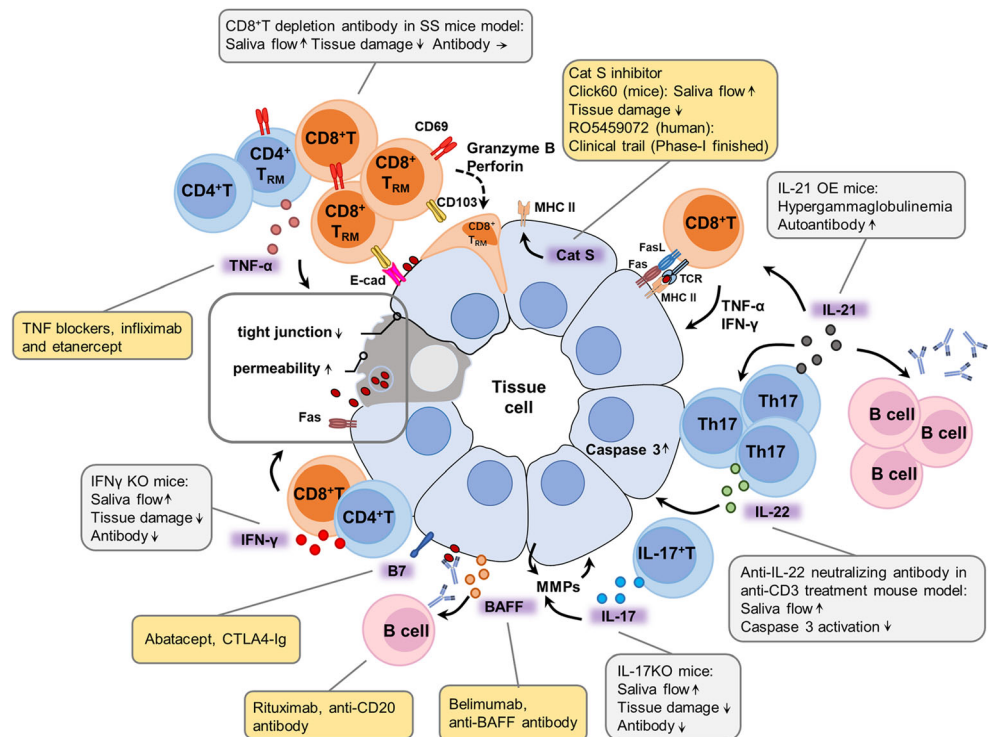 CD8⁺T depletion antibody in SS mice model:
Saliva flow↑ Tissue damage↓ Antibody→
Cat S inhibitor
Click60 (mice): Saliva flow↑
Tissue damage↓
RO5459072 (human):
Clinical trail (Phase-I finished)
CD69
CD8⁺T
CD4⁺
T RM
CD8⁺
T RM
CD4⁺T
CD8⁺
T RM
Granzyme B
Perforin
CD103
CD8⁺
T RM
MHC II
Cat S
IL-21 OE mice:
Hypergammaglobulinemia
Autoantibody↑
CD8⁺T
FasL
Fas
TCR
MHC II
TNF-α
E-cad
TNF-α
IFN-γ
IL-21
TNF blockers, infliximab
and etanercept
tight junction↓
permeability↑
Fas
Tissue
cell
Th17
Th17
Th17
B cell
B cell
B cell
Caspase 3↑
IFNγ KO mice:
Saliva flow↑
Tissue damage↓
Antibody↓
CD8⁺T
CD4⁺T
IFN-γ
IL-22
B7
IL-17⁺T
MMPs
BAFF
IL-17
B cell
Anti-IL-22 neutralizing antibody in
anti-CD3 treatment mouse model:
Saliva flow↑
Caspase 3 activation↓
Abatacept, CTLA4-Ig
Rituximab, anti-CD20
antibody
Belimumab,
anti-BAFF antibody
IL-17KO mice:
Saliva flow↑
Tissue damage↓
Antibody↓